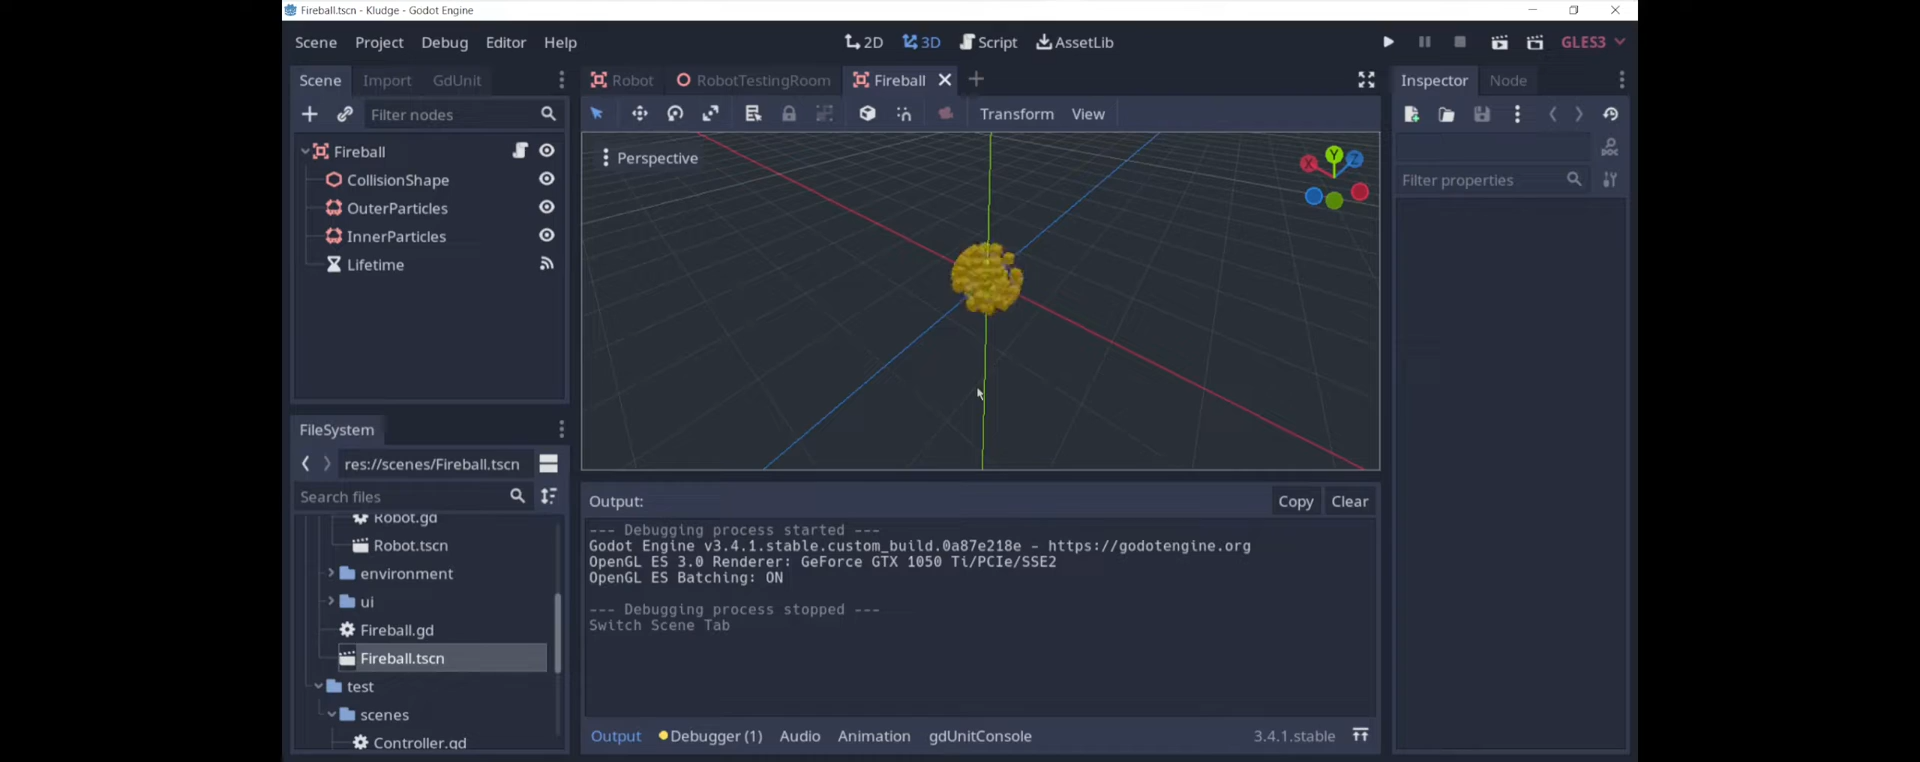 Fireball.tscn - Kludge - Godot Engine
Scene Project Debug Editor Help
2D 3D Script AssetLib
GLES3
Scene Import GdUnit
Filter nodes
Fireball
CollisionShape
OuterParticles
InnerParticles
Lifetime
FileSystem
res://scenes/Fireball.tscn
Search files
Robot.gd
Robot.tscn
environment
ui
Fireball.gd
Fireball.tscn
test
scenes
Controller.gd
Robot RobotTestingRoom Fireball
Transform View
Perspective
X Y Z
Output: Copy Clear
--- Debugging process started ---
Godot Engine v3.4.1.stable.custom_build.0a87e218e - https://godotengine.org
OpenGL ES 3.0 Renderer: GeForce GTX 1050 Ti/PCIe/SSE2
OpenGL ES Batching: ON
--- Debugging process stopped ---
Switch Scene Tab
Output Debugger (1) Audio Animation gdUnitConsole 3.4.1.stable
Inspector Node
DOC
Filter properties